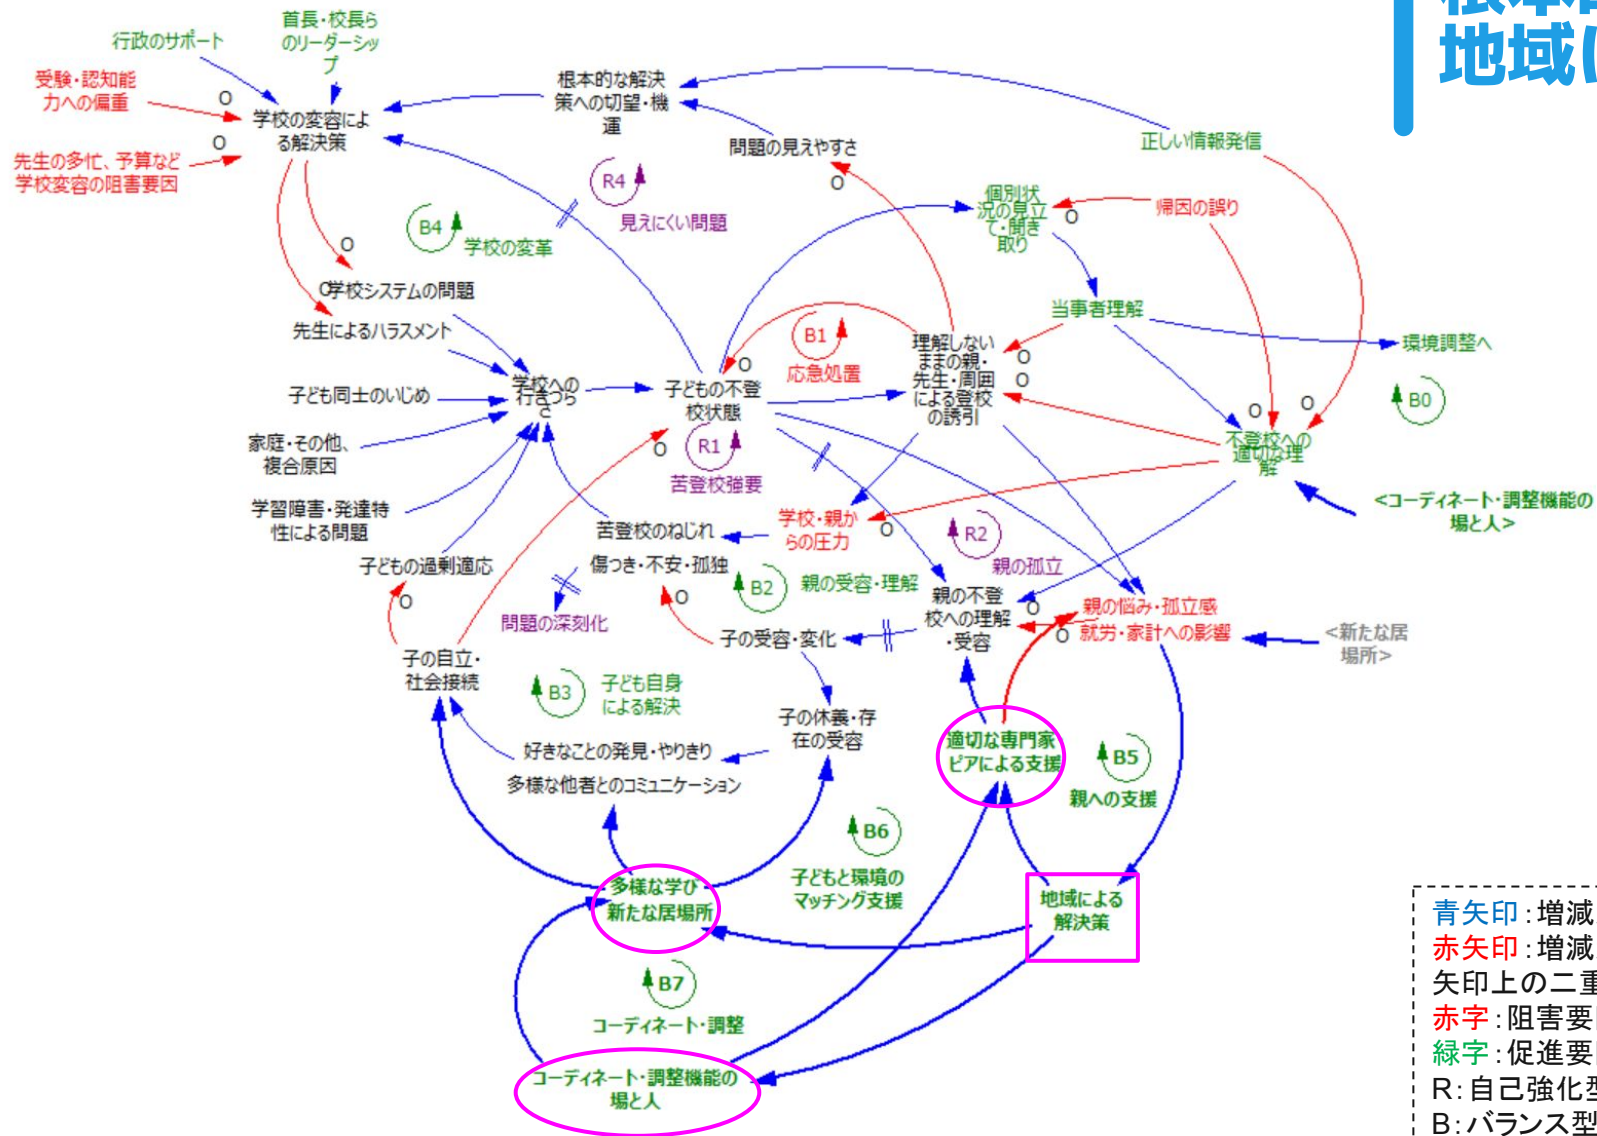 根本
地域に
首長・校長ら
のリーダーシッ
プ
行政のサポート
受験・認知能
力への偏重
O
学校の変容によ
る解決策
O
先生の多忙、予算など
学校変容の阻害要因
根本的な解決
策への切望・機
運
問題の見えやすさ
O
正しい情報発信
R4
見えにくい問題
B4
学校の変革
個別状
況の見立
て・聞き
取り
O
帰因の誤り
O
O
学校システムの問題
先生によるハラスメント
当事者理解
環境調整へ
B0
B1
応急処置
O
理解しない
ままの親・
先生・周囲
による登校
の誘引
O
O
O
O
学校への
行きづら
さ
子どもの不登
校状態
子ども同士のいじめ
家庭・その他、
複合原因
学習障害・発達特
性による問題
O
R1
苦登校強要
不登校への
適切な理
解
<コーディネート・調整機能の
場と人>
学校・親か
らの圧力
O
苦登校のねじれ
傷つき・不安・孤独
O
R2
親の孤立
子どもの過剰適応
O
B2
親の受容・理解
問題の深刻化
親の不登
校への理解
・受容
O
O
親の悩み・孤立感
就労・家計への影響
<新たな居
場所>
子の受容・変化
子の自立・
社会接続
B3
子ども自身
による解決
子の休義・存
在の受容
好きなことの発見・やりきり
多様な他者とのコミュニケーション
適切な専門家
ピアによる支援
B5
親への支援
B6
子どもと環境の
マッチング支援
多様な学び
新たな居場所
地域による
解決策
B7
コーディネート・調整
コーディネート・調整機能の
場と人
青矢印：増減
赤矢印：増減
矢印上の二重
赤字：阻害要
緑字：促進要
R：自己強化型
B：バランス型